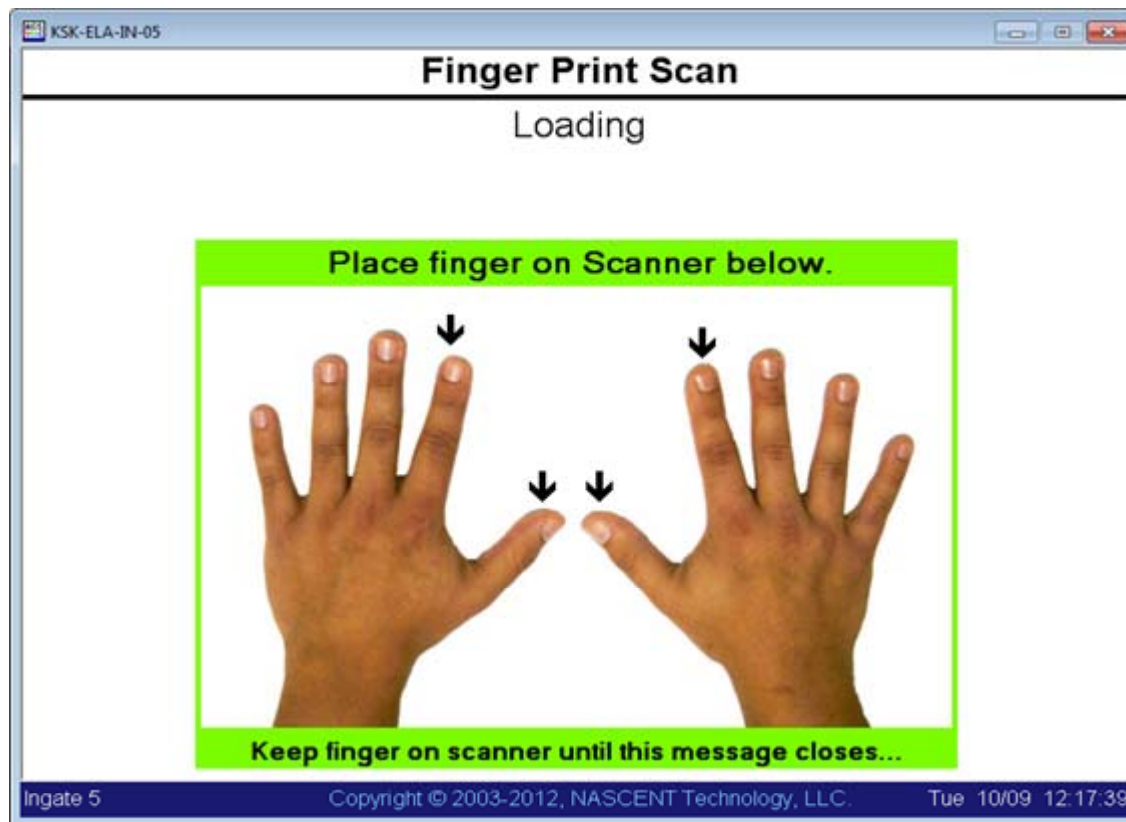 KSK-ELA-IN-05
Finger Print Scan
Loading
Place finger on Scanner below.
Keep finger on scanner until this message closes...
Ingate 5 Copyright © 2003-2012, NASCENT Technology, LLC. Tue 10/09 12:17:39